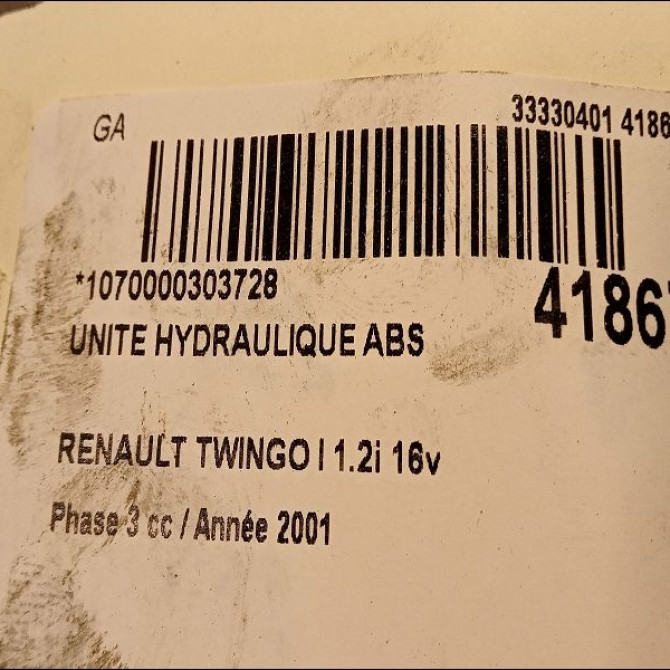 GA
33330401 4186
*1070000303728
4186
UNITE HYDRAULIQUE ABS
RENAULT TWINGO I 1.2i 16v
Phase 3 cc / Année 2001